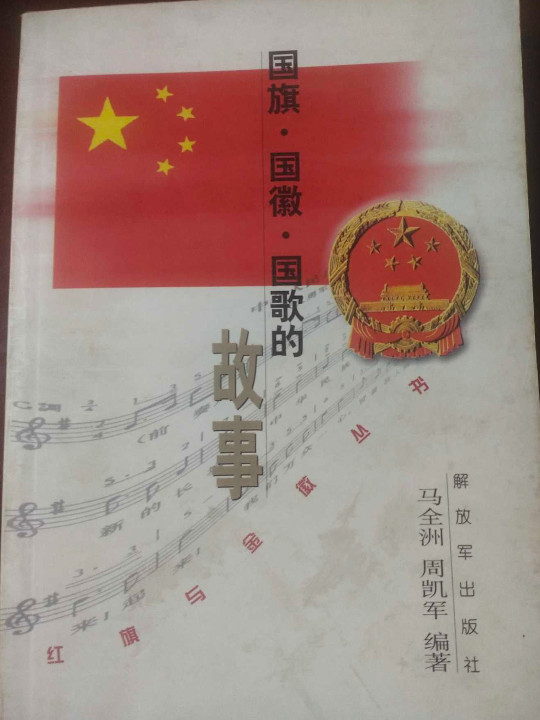 国旗·国徽·国歌的
故事
红旗与金徽丛书
马全洲 周凯军 编著
解放军出版社